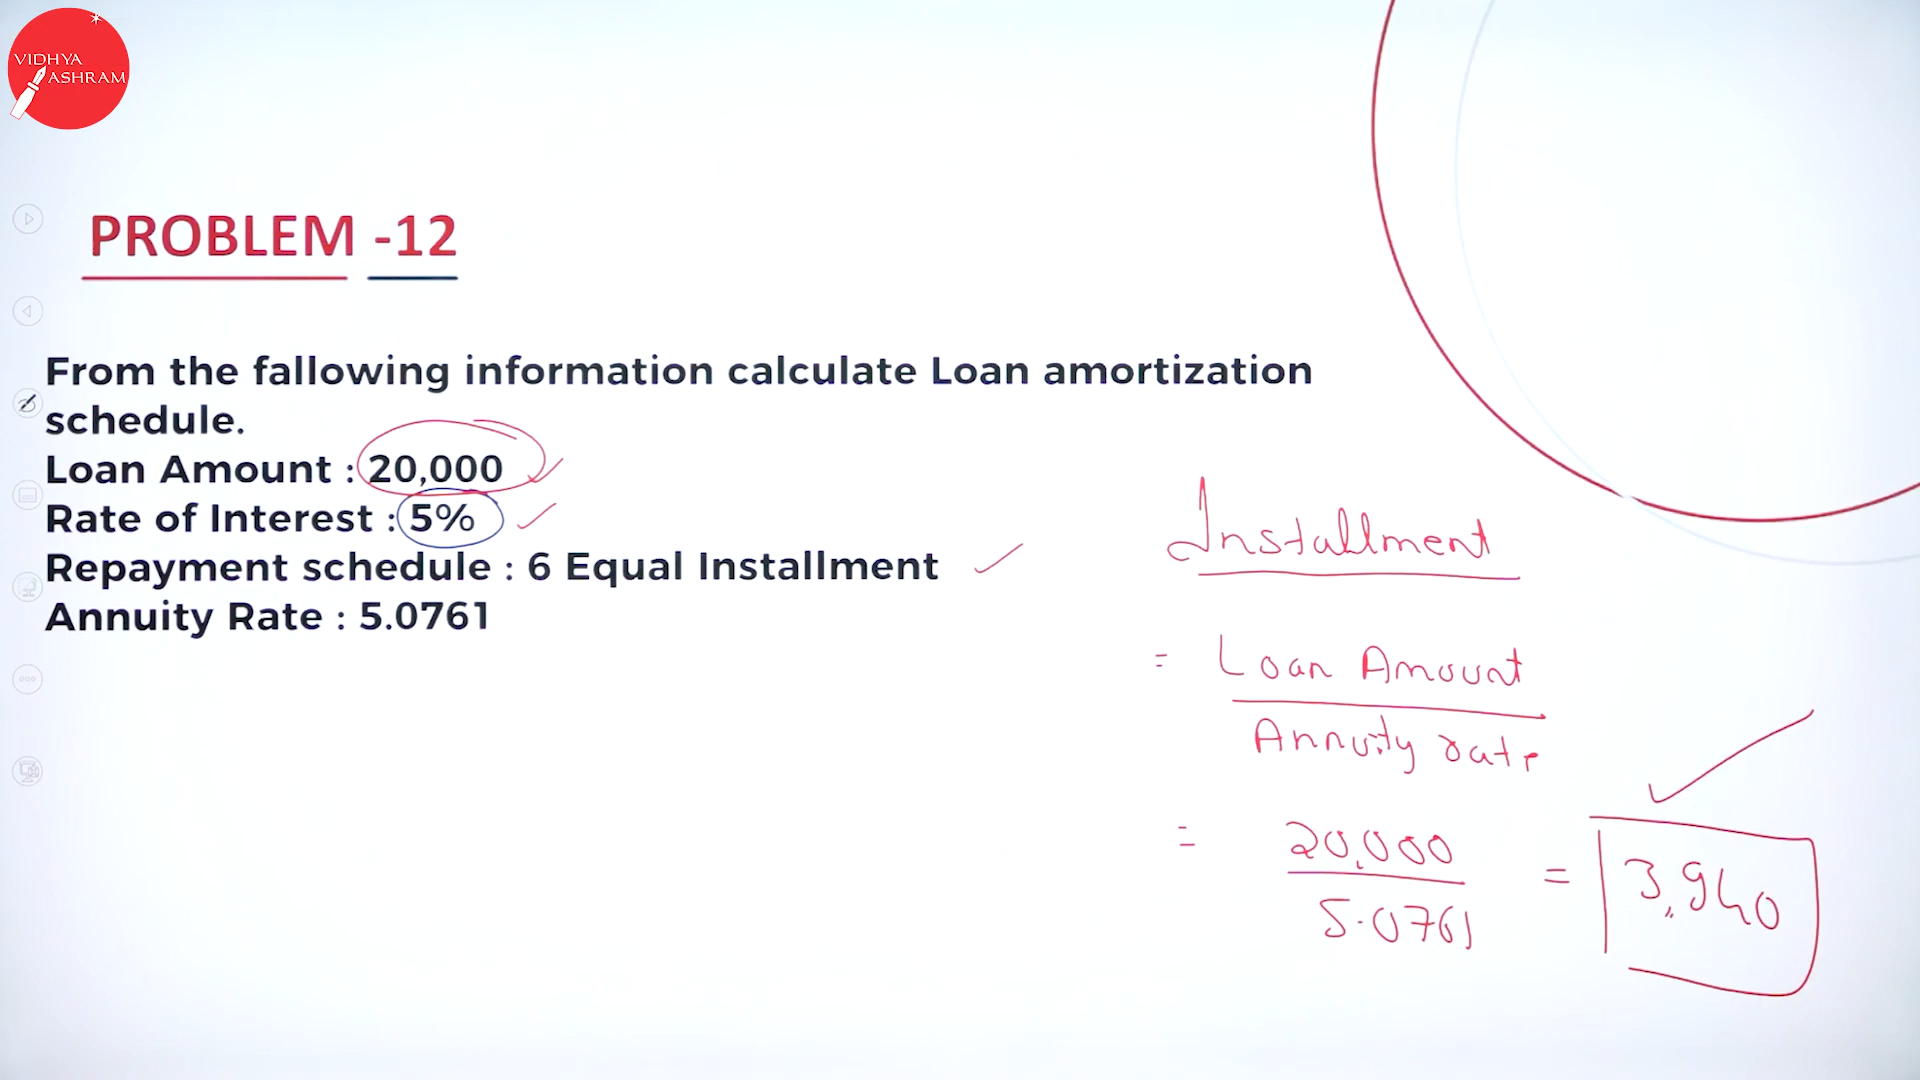 VIDHYA
ASHRAM
PROBLEM -12
From the fallowing information calculate Loan amortization
schedule.
Loan Amount : 20,000
Rate of Interest : 5%
Repayment schedule : 6 Equal Installment
Annuity Rate : 5.0761
Installment
= Loan Amount
Annuity rate
= 20,000
5.0761
= 3,940